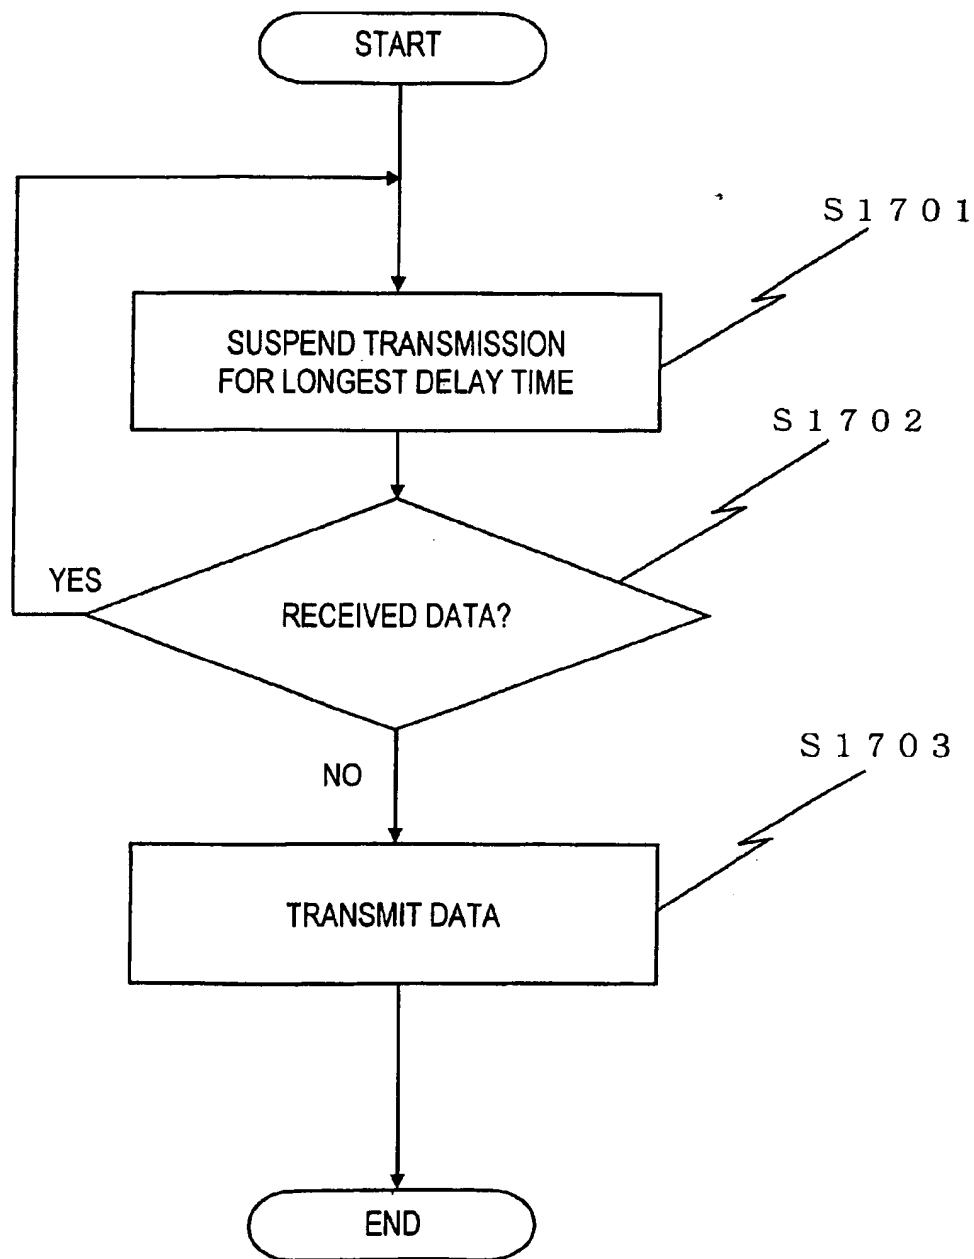 START
S1701
SUSPEND TRANSMISSION
FOR LONGEST DELAY TIME
S1702
YES
RECEIVED DATA?
S1703
NO
TRANSMIT DATA
END